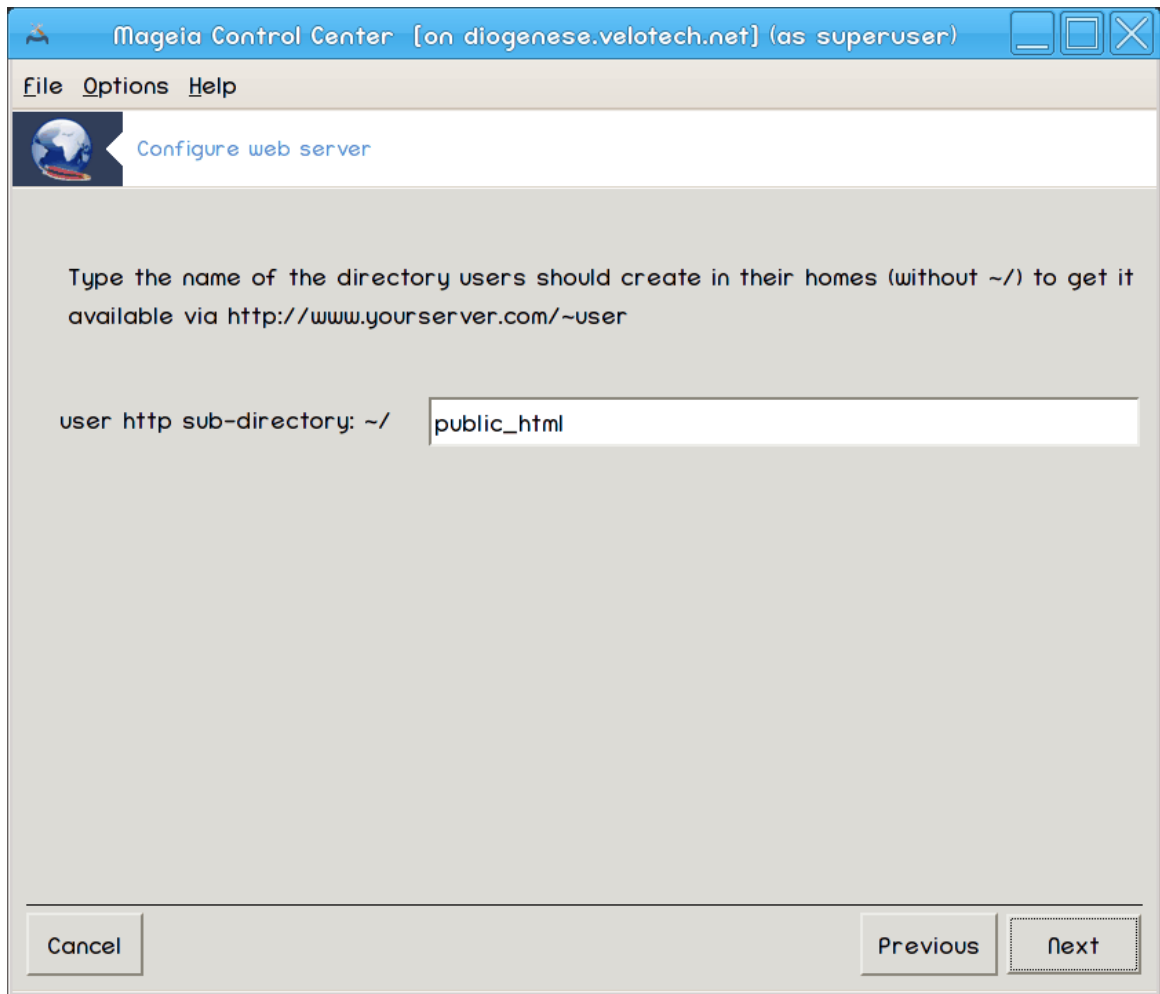 Mageia Control Center [on diogenese.velotech.net] (as superuser)
File Options Help
Configure web server
Type the name of the directory users should create in their homes (without ~/) to get it
available via http://www.yourserver.com/~user
user http sub-directory: ~/ public_html
Cancel Previous Next